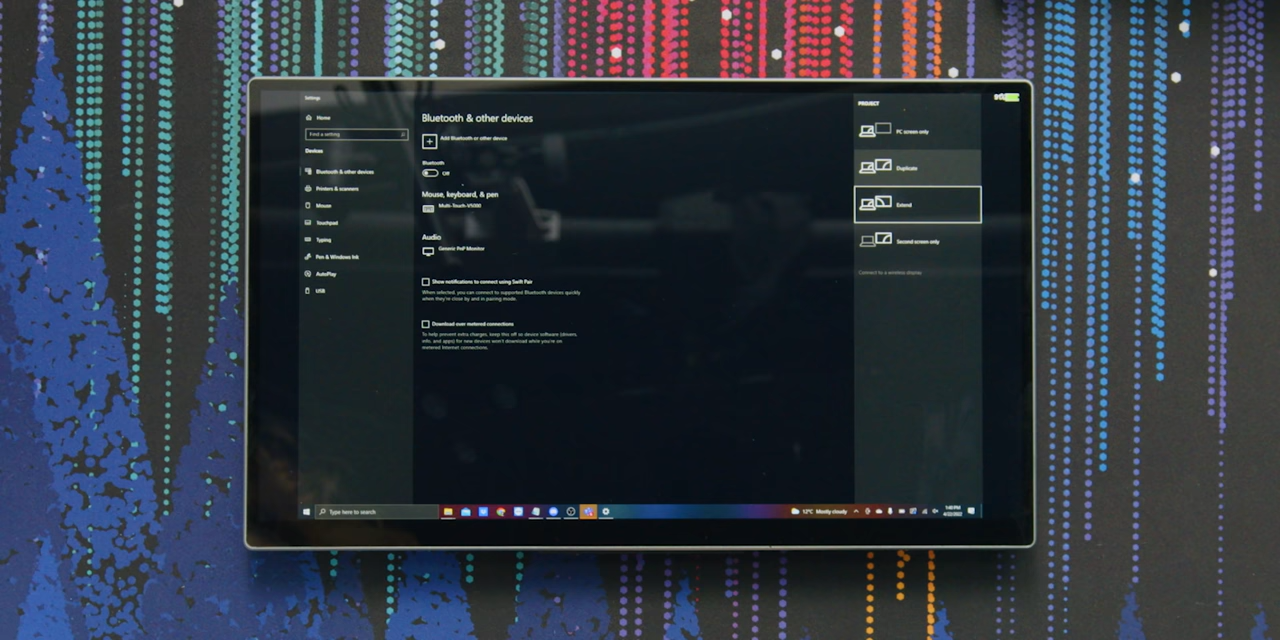 Settings
Home
Find a setting
Devices
Bluetooth & other devices
Printers & scanners
Mouse
Touchpad
Typing
Pen & Windows Ink
AutoPlay
USB
Bluetooth & other devices
Add Bluetooth or other device
Bluetooth
Off
Mouse, keyboard, & pen
Multi-Touch-V5000
Audio
Generic PnP Monitor
Show notifications to connect using Swift Pair
When selected, you can connect to supported Bluetooth devices quickly
when they're close by and in pairing mode.
Download over metered connections
To help prevent extra charges, keep this off so device software (drivers,
info, and apps) for new devices won't download while you're on
metered Internet connections.
PROJECT
PC screen only
Duplicate
Extend
Second screen only
Connect to a wireless display
Type here to search
12°C Mostly cloudy
1:40 PM
4/22/2022